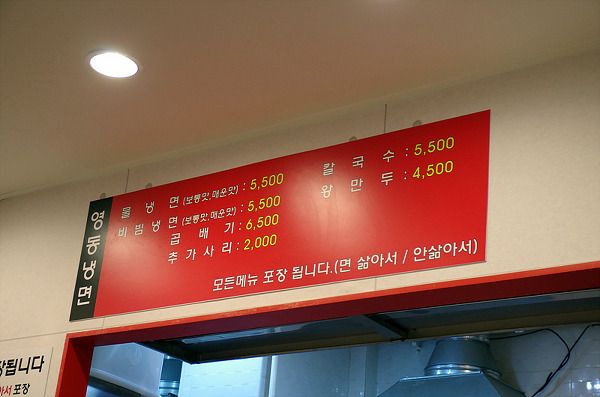 영동냉면
물냉면(보통맛,매운맛) : 5,500
비빔냉면(보통맛,매운맛) : 5,500
곱배기 : 6,500
추가사리 : 2,000
칼국수 : 5,500
왕만두 : 4,500
모든메뉴 포장 됩니다.(면 삶아서 / 안삶아서)
장됩니다
아서 포장